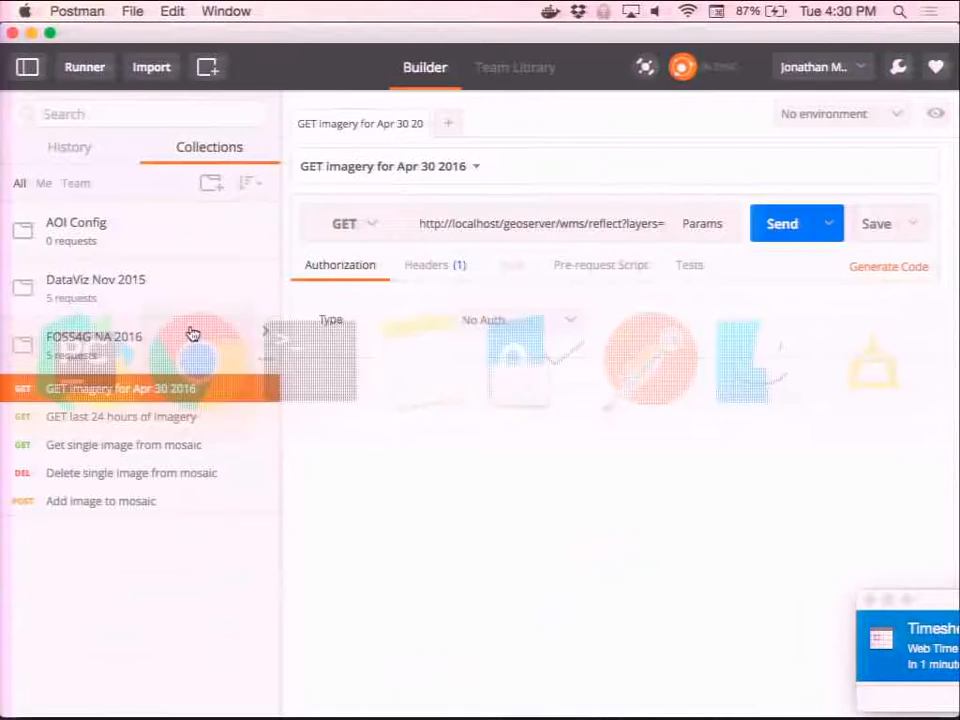 Postman File Edit Window 87% Tue 4:30 PM
Runner Import Builder Team Library IN SYNC Jonathan M..
Search
GET imagery for Apr 30 20 + No environment
History Collections
GET imagery for Apr 30 2016
All Me Team
AOI Config
0 requests
GET http://localhost/geoserver/wms/reflect?layers= Params Send Save
Authorization Headers (1) Pre-request Script Tests Generate Code
DataViz Nov 2015
5 requests
Type No Auth
FOSS4G NA 2016
5 requests
GET GET imagery for Apr 30 2016
GET GET last 24 hours of imagery
GET Get single image from mosaic
DEL Delete single image from mosaic
POST Add image to mosaic
Timeshe
Web Time
In 1 minut